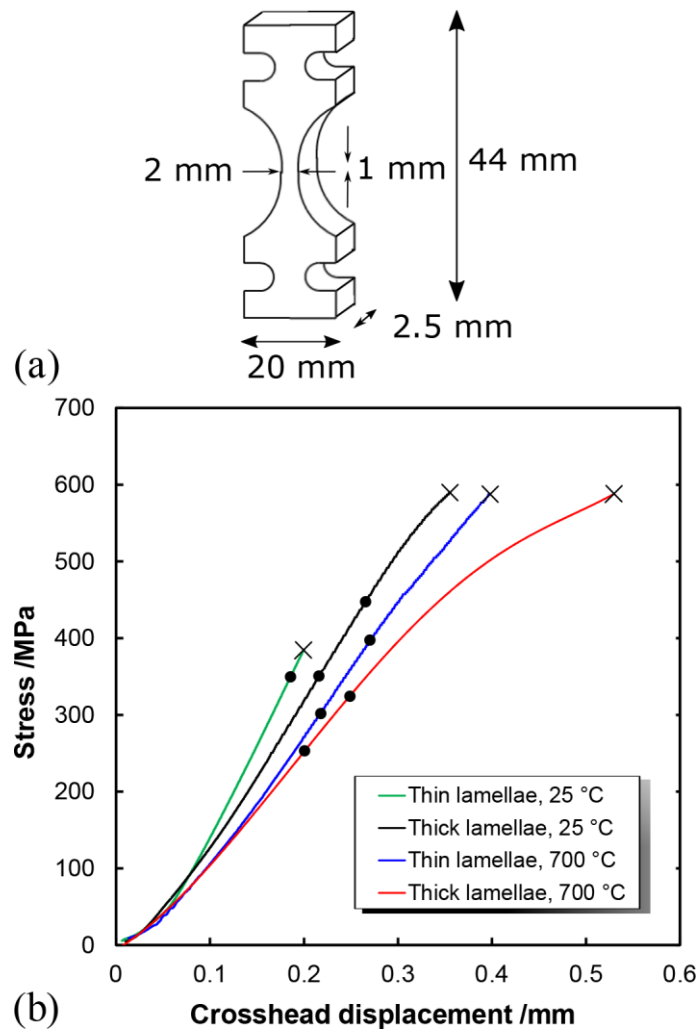 2 mm
1 mm
44 mm
2.5 mm
20 mm
(a)
700
600
500
400
300
200
100
0
Stress /MPa
Thin lamellae, 25 °C
Thick lamellae, 25 °C
Thin lamellae, 700 °C
Thick lamellae, 700 °C
0 0.1 0.2 0.3 0.4 0.5 0.6
(b)
Crosshead displacement /mm